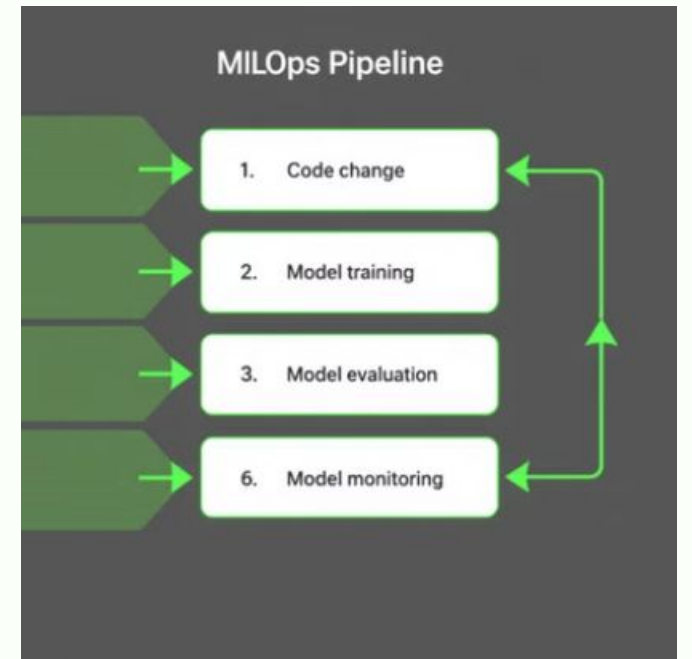 MILOps Pipeline
1. Code change
2. Model training
3. Model evaluation
6. Model monitoring